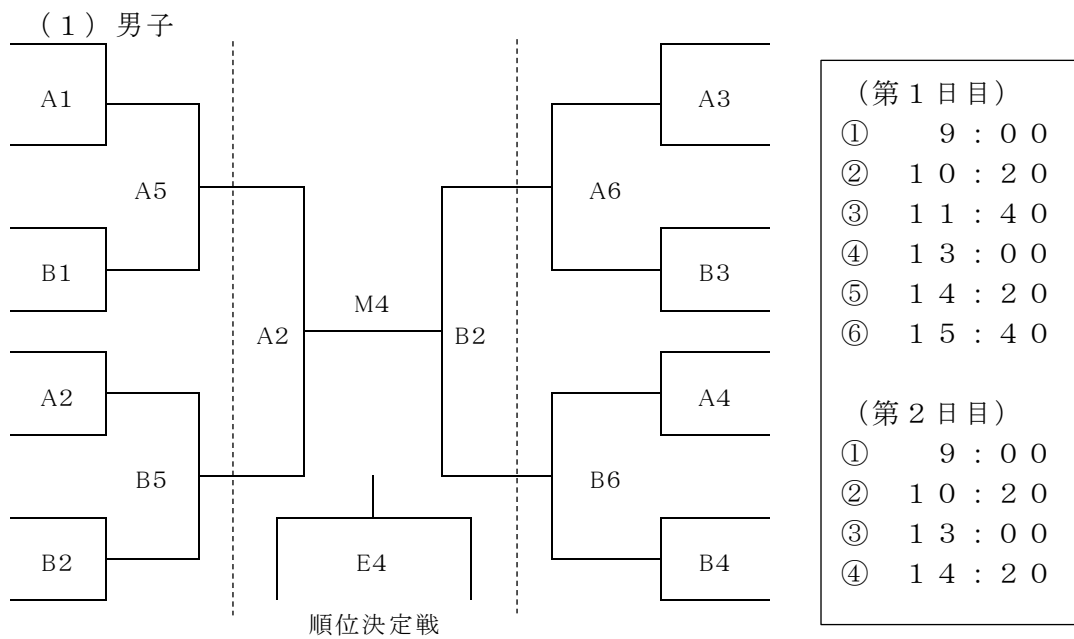 （1）男子
A1
A5
B1
A2
B5
B2
A2
M4
B2
E4
順位決定戦
A3
A6
B3
A4
B6
B4
（第1日目）
①　9：00
②　10：20
③　11：40
④　13：00
⑤　14：20
⑥　15：40
（第2日目）
①　9：00
②　10：20
③　13：00
④　14：20